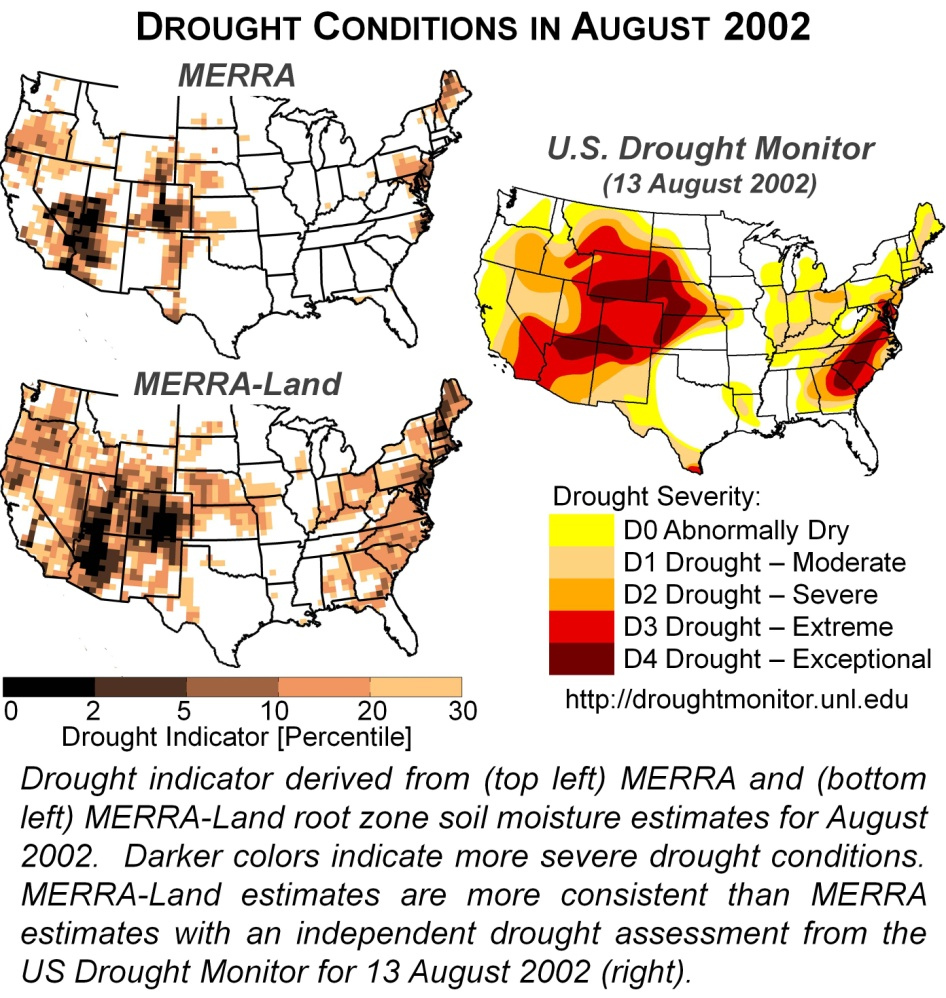 DROUGHT CONDITIONS IN AUGUST 2002
MERRA
U.S. Drought Monitor
(13 August 2002)
MERRA-Land
Drought Severity:
D0 Abnormally Dry
D1 Drought – Moderate
D2 Drought – Severe
D3 Drought – Extreme
D4 Drought – Exceptional
http://droughtmonitor.unl.edu
0 2 5 10 20 30
Drought Indicator [Percentile]
Drought indicator derived from (top left) MERRA and (bottom
left) MERRA-Land root zone soil moisture estimates for August
2002. Darker colors indicate more severe drought conditions.
MERRA-Land estimates are more consistent than MERRA
estimates with an independent drought assessment from the
US Drought Monitor for 13 August 2002 (right).